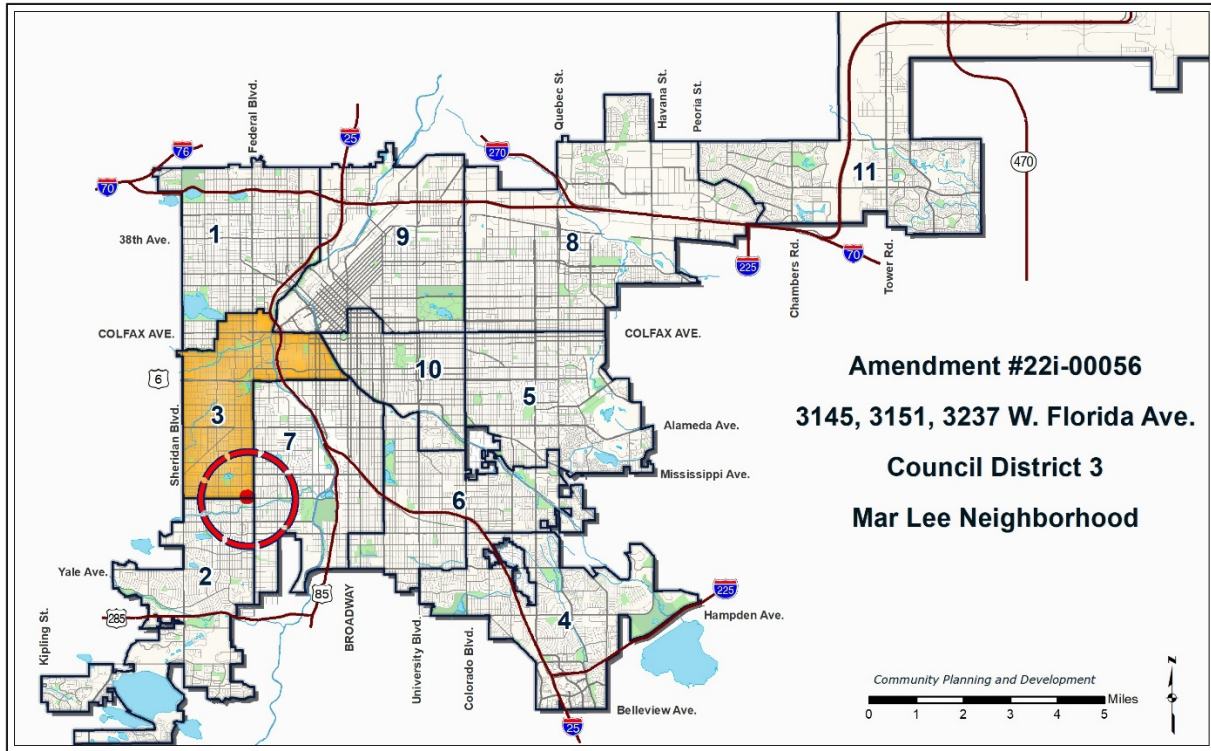 Federal Blvd.
Quebec St.
Havana St.
Peoria St.
76
25
270
70
470
11
1
9
8
38th Ave.
Chambers Rd.
Tower Rd.
225
70
COLFAX AVE.
COLFAX AVE.
6
10
5
3
Sheridan Blvd.
7
Alameda Ave.
Mississippi Ave.
6
Yale Ave.
2
85
285
Kipling St.
BROADWAY
University Blvd.
Colorado Blvd.
4
225
Hampden Ave.
Belleview Ave.
25
Amendment #22i-00056
3145, 3151, 3237 W. Florida Ave.
Council District 3
Mar Lee Neighborhood
Community Planning and Development
Miles
0 1 2 3 4 5
N